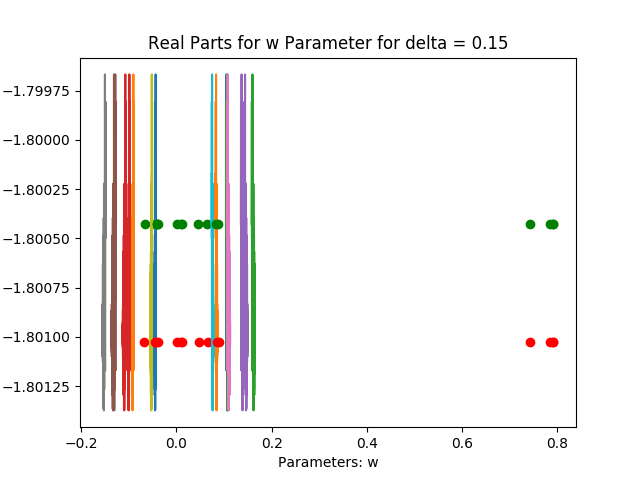 Real Parts for w Parameter for delta = 0.15
−1.79975
−1.80000
−1.80025
−1.80050
−1.80075
−1.80100
−1.80125
−0.2 0.0 0.2 0.4 0.6 0.8
Parameters: w